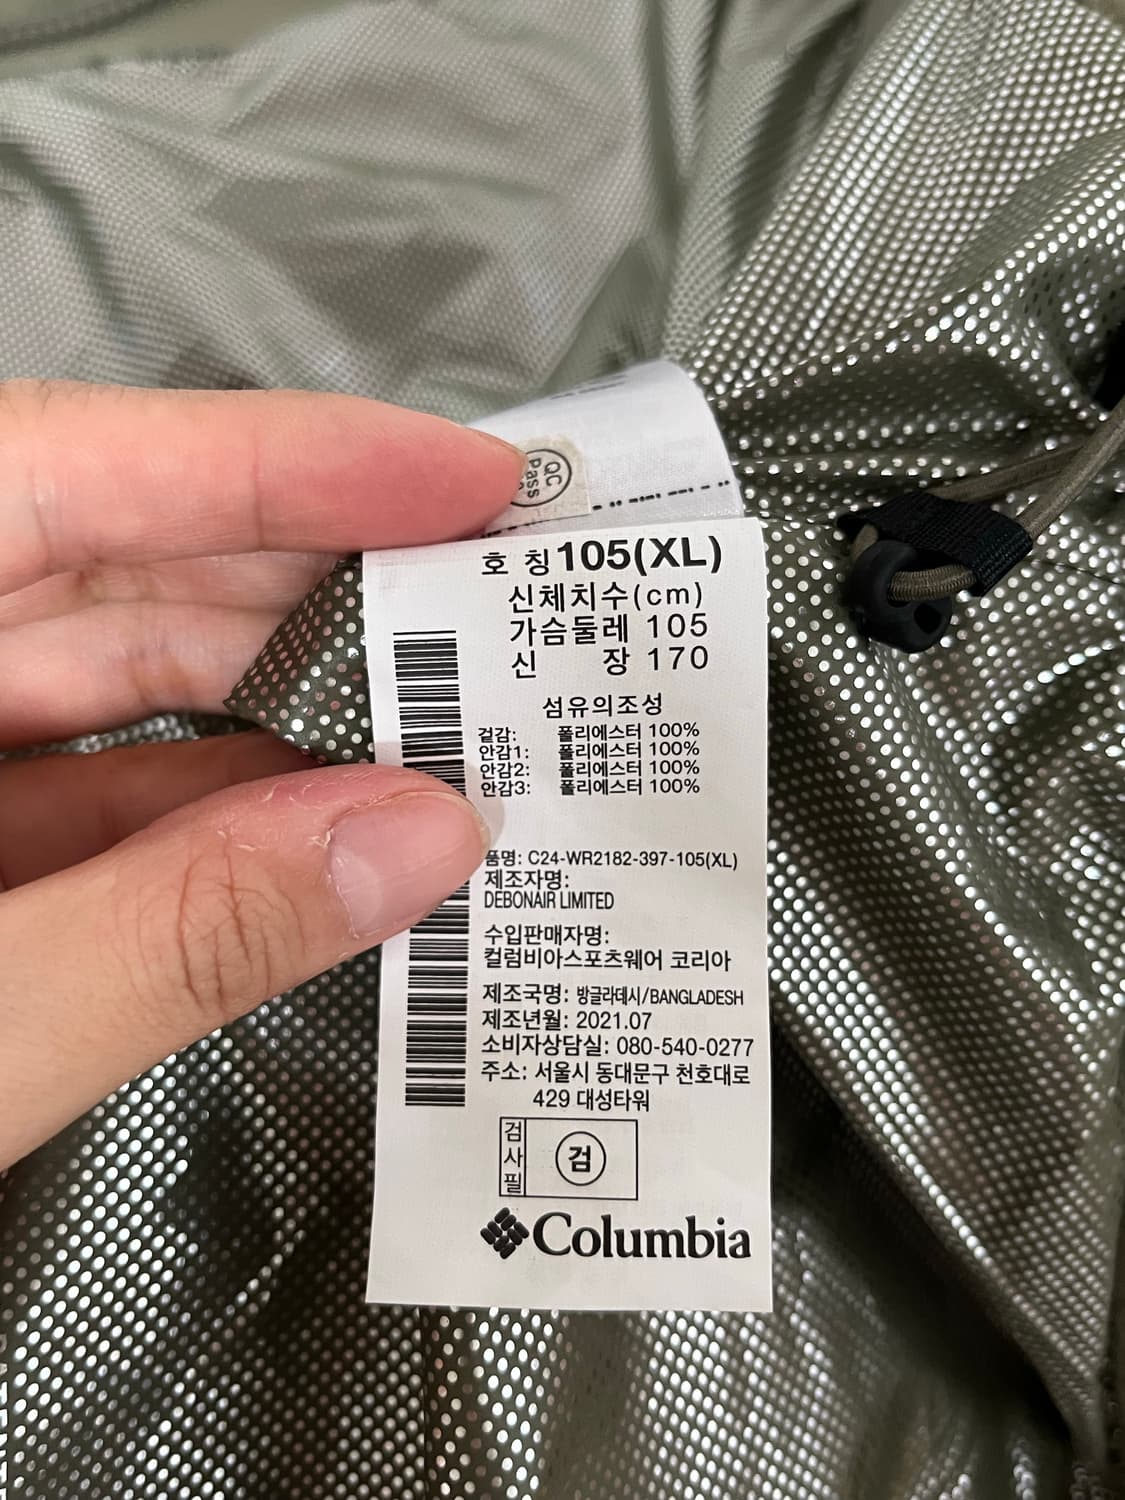 QC
Pass
호 칭 105(XL)
신체치수(cm)
가슴둘레 105
신 장 170
섬유의조성
겉감: 폴리에스터 100%
안감1: 폴리에스터 100%
안감2: 폴리에스터 100%
안감3: 폴리에스터 100%
품명: C24-WR2182-397-105(XL)
제조자명:
DEBONAIR LIMITED
수입판매자명:
컬럼비아스포츠웨어 코리아
제조국명: 방글라데시/BANGLADESH
제조년월: 2021.07
소비자상담실: 080-540-0277
주소: 서울시 동대문구 천호대로
429 대성타워
검사필
검
Columbia